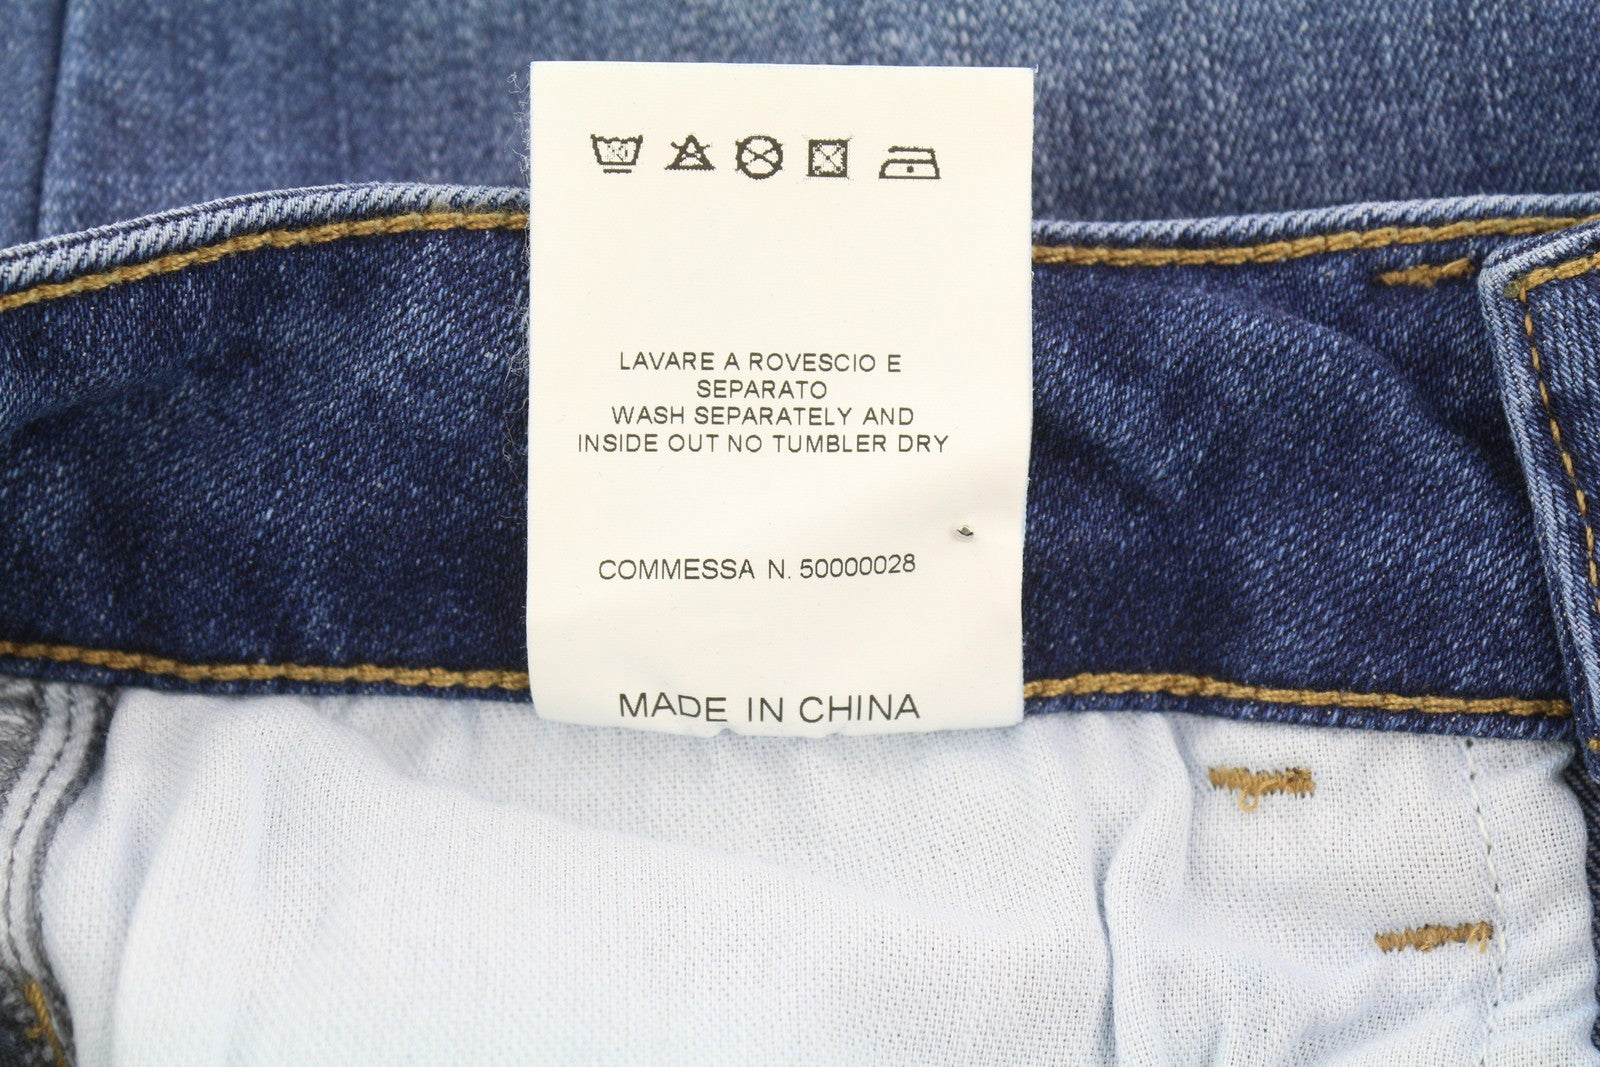 LAVARE A ROVESCIO E
SEPARATO
WASH SEPARATELY AND
INSIDE OUT NO TUMBLER DRY
COMMESSA N. 50000028
MADE IN CHINA